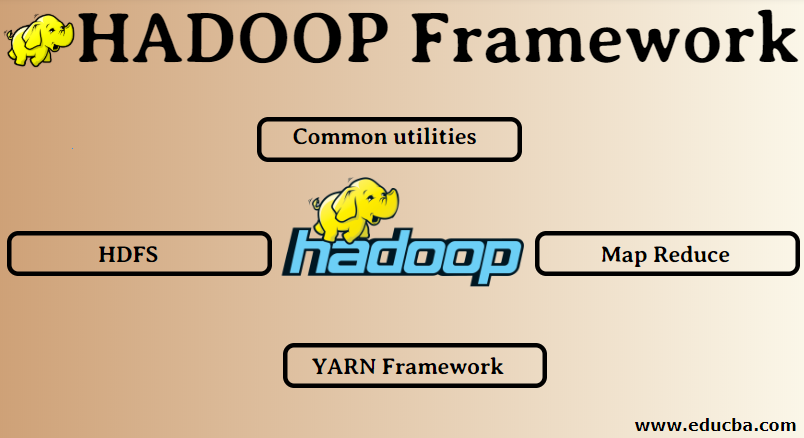 HADOOP Framework
Common utilities
HDFS
hadoop
Map Reduce
YARN Framework
www.educba.com